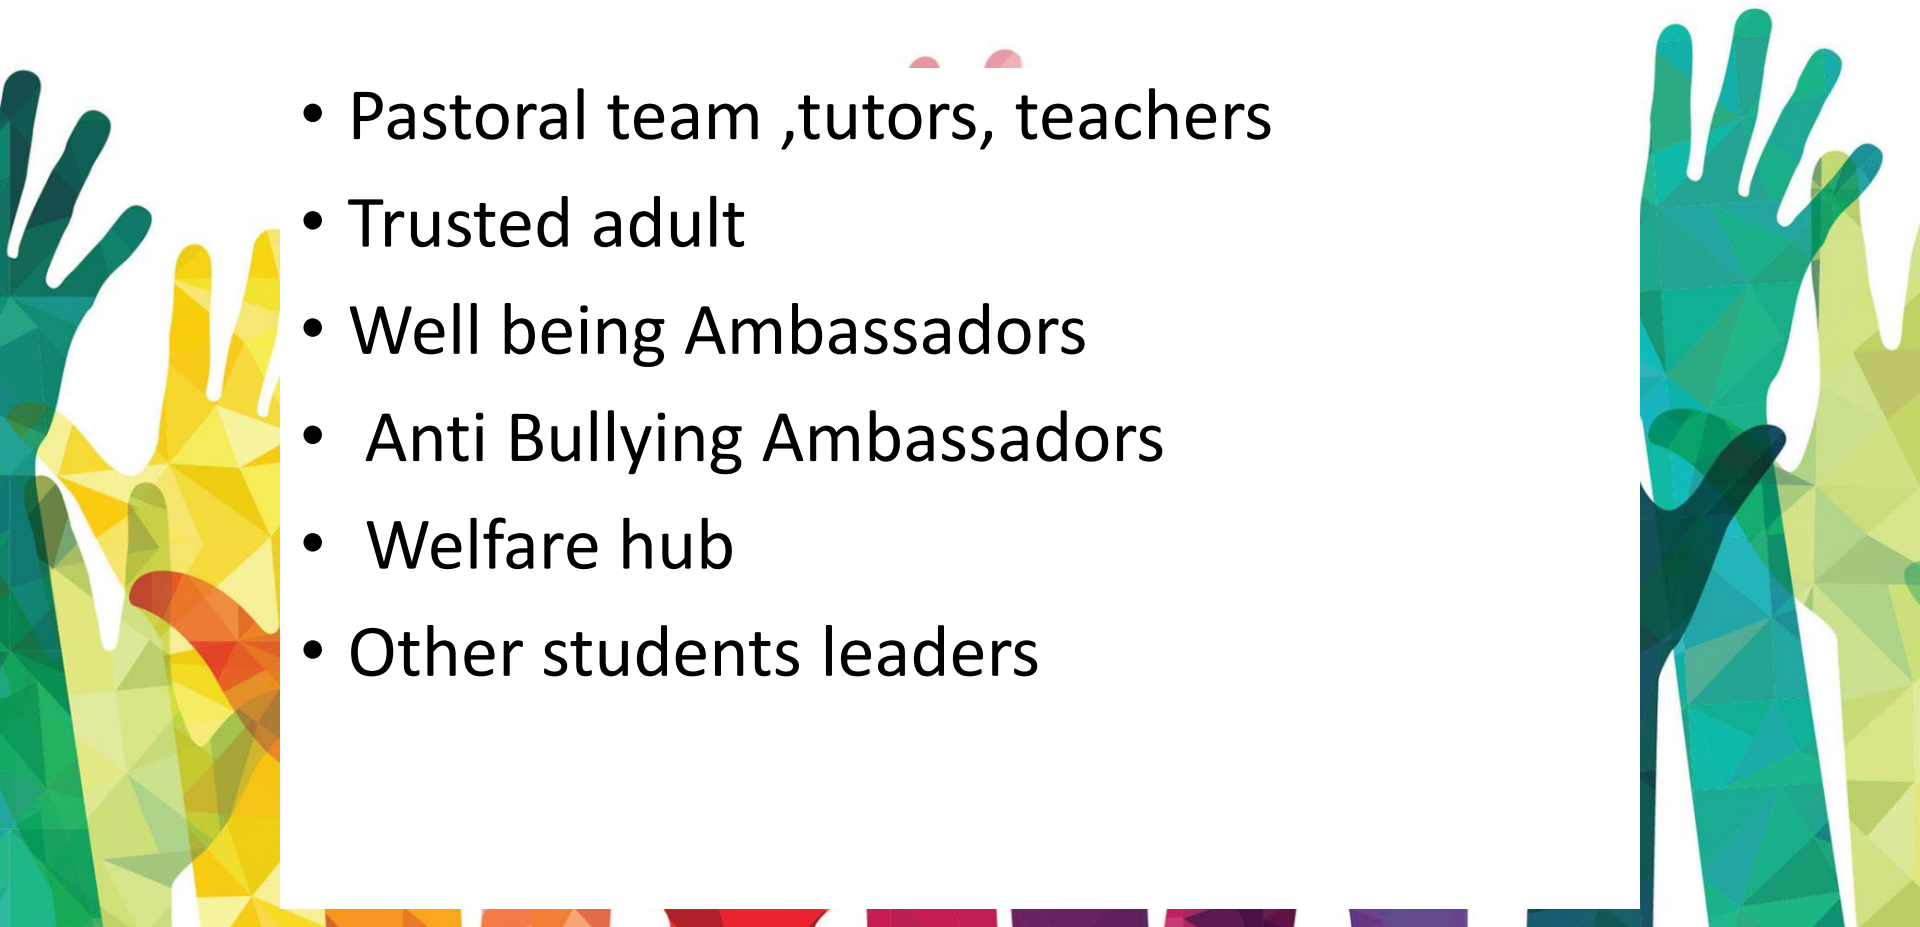 • Pastoral team ,tutors, teachers
• Trusted adult
• Well being Ambassadors
• Anti Bullying Ambassadors
• Welfare hub
• Other students leaders